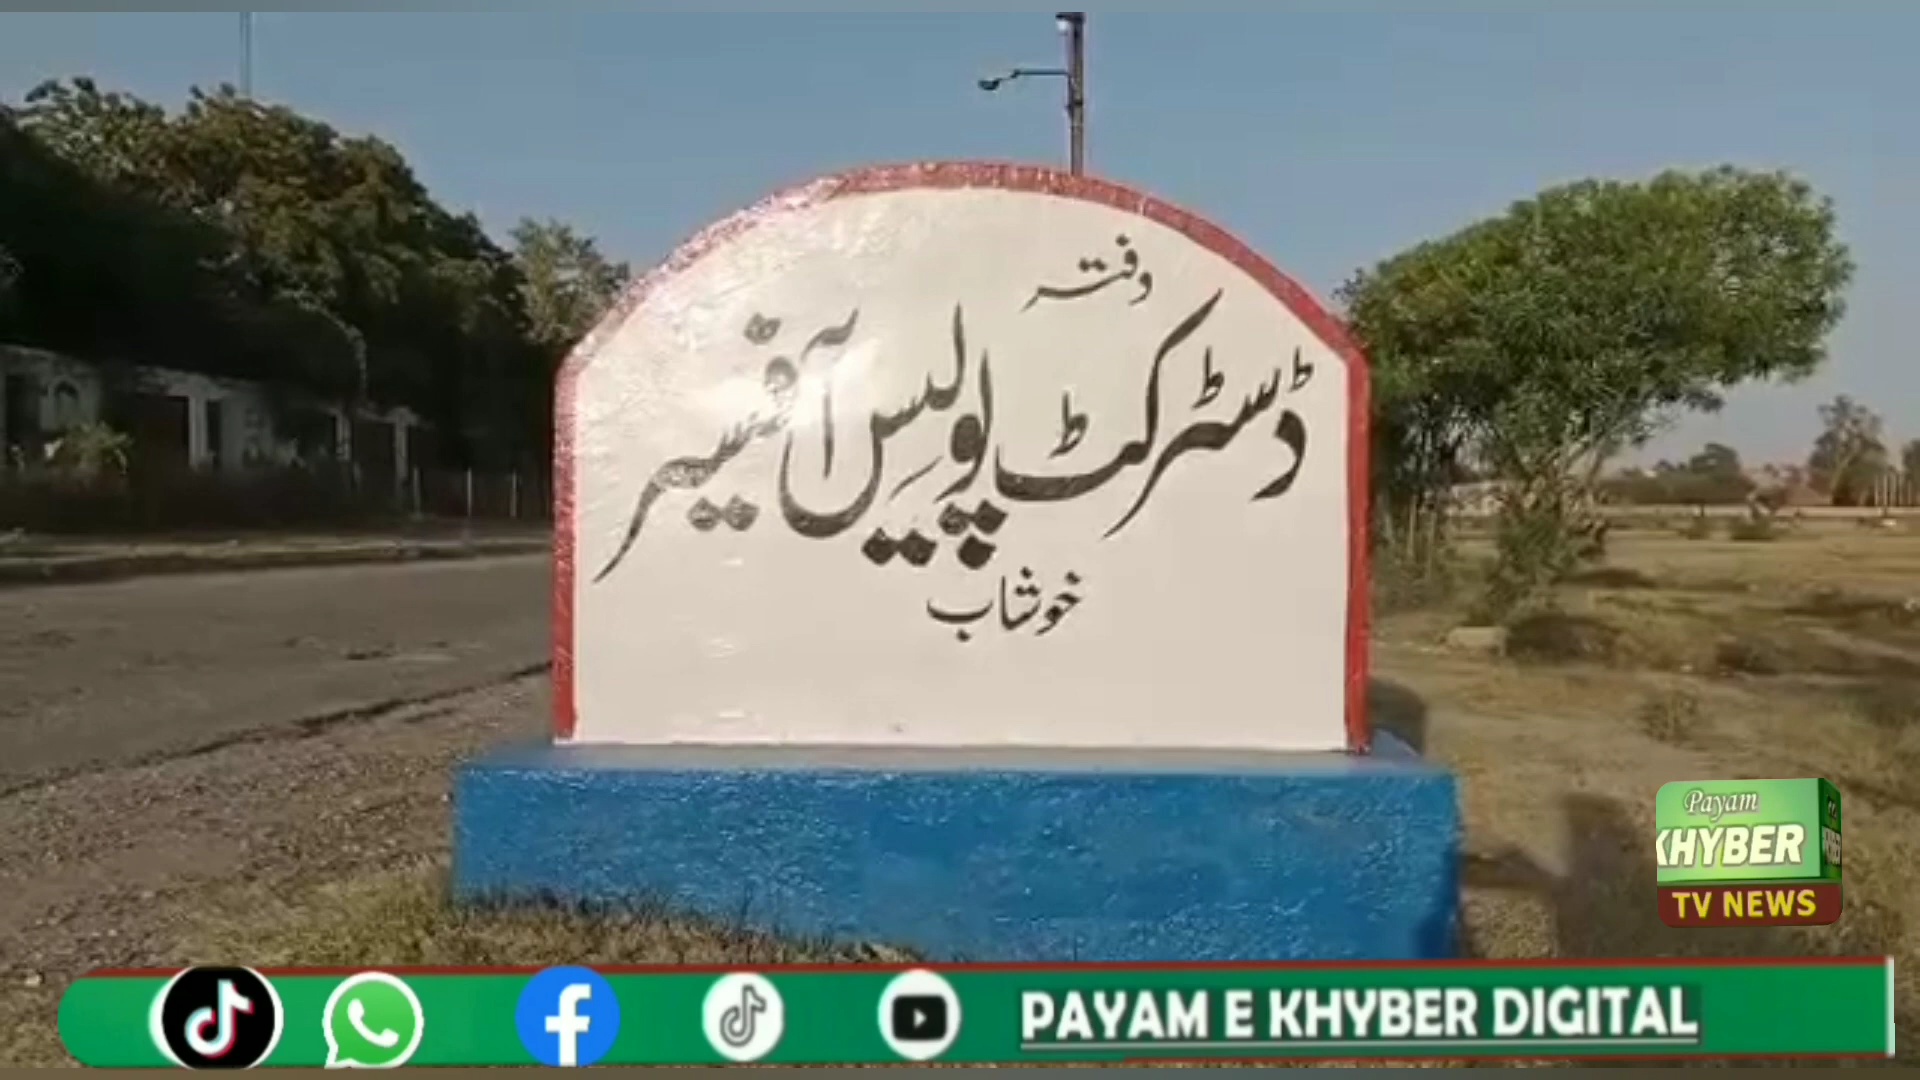 دفتر
ڈسٹرکٹ پولیس آفیسر
خوشاب
Payam
KHYBER
TV NEWS
PAYAM E KHYBER DIGITAL